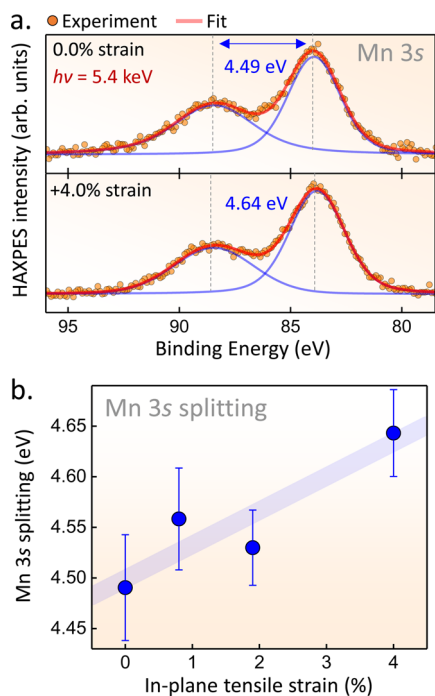 a. Experiment Fit
0.0% strain
Mn 3s
hν = 5.4 keV
4.49 eV
+4.0% strain
4.64 eV
HAXPES intensity (arb. units)
95 90 85 80
Binding Energy (eV)
b.
Mn 3s splitting
Mn 3s splitting (eV)
4.65
4.60
4.55
4.50
4.45
0 1 2 3 4
In-plane tensile strain (%)